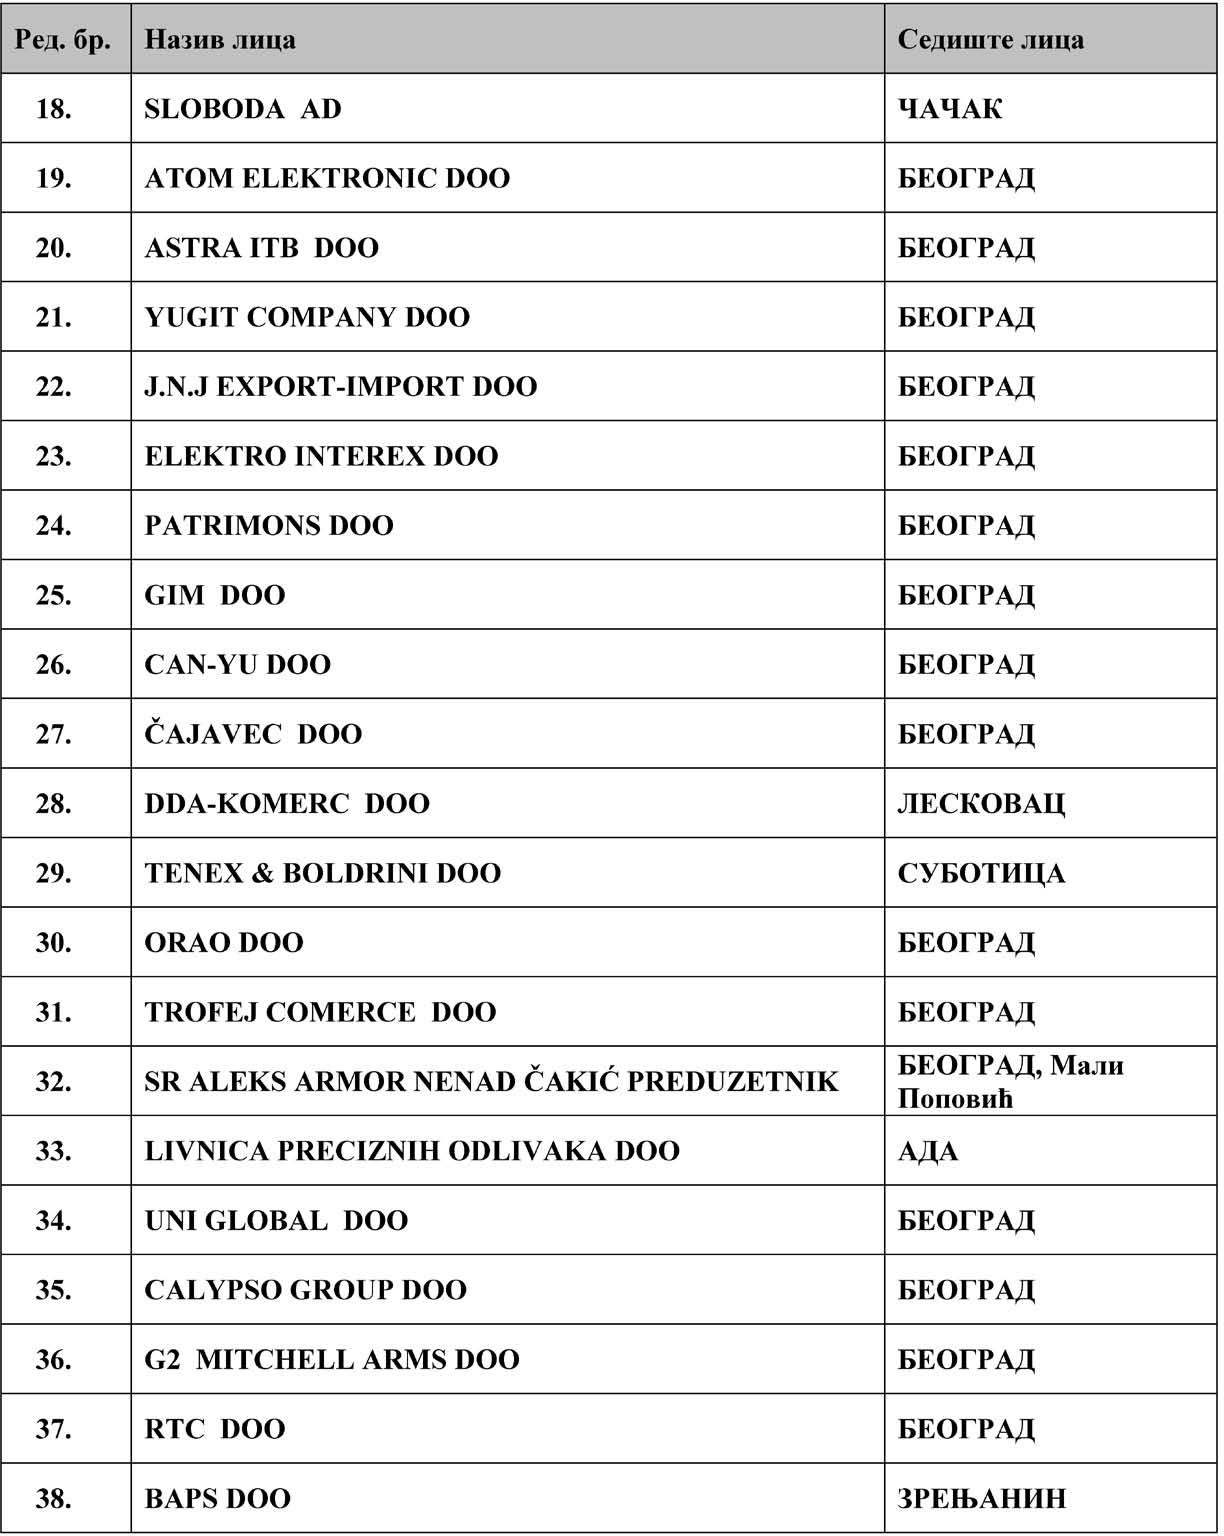 Ред. бр. Назив лица Седиште лица
18. SLOBODA AD ЧАЧАК
19. ATOM ELEKTRONIC DOO БЕОГРАД
20. ASTRA ITB DOO БЕОГРАД
21. YUGIT COMPANY DOO БЕОГРАД
22. J.N.J EXPORT-IMPORT DOO БЕОГРАД
23. ELEKTRO INTEREX DOO БЕОГРАД
24. PATRIMONS DOO БЕОГРАД
25. GIM DOO БЕОГРАД
26. CAN-YU DOO БЕОГРАД
27. ČAJAVEC DOO БЕОГРАД
28. DDA-KOMERC DOO ЛЕСКОВАЦ
29. TENEX & BOLDRINI DOO СУБОТИЦА
30. ORAO DOO БЕОГРАД
31. TROFEJ COMERCE DOO БЕОГРАД
32. SR ALEKS ARMOR NENAD ČAKIĆ PREDUZETNIK БЕОГРАД, Мали
Поповић
33. LIVNICA PRECIZNIH ODLIVAKA DOO АДА
34. UNI GLOBAL DOO БЕОГРАД
35. CALYPSO GROUP DOO БЕОГРАД
36. G2 MITCHELL ARMS DOO БЕОГРАД
37. RTC DOO БЕОГРАД
38. BAPS DOO ЗРЕЊАНИН